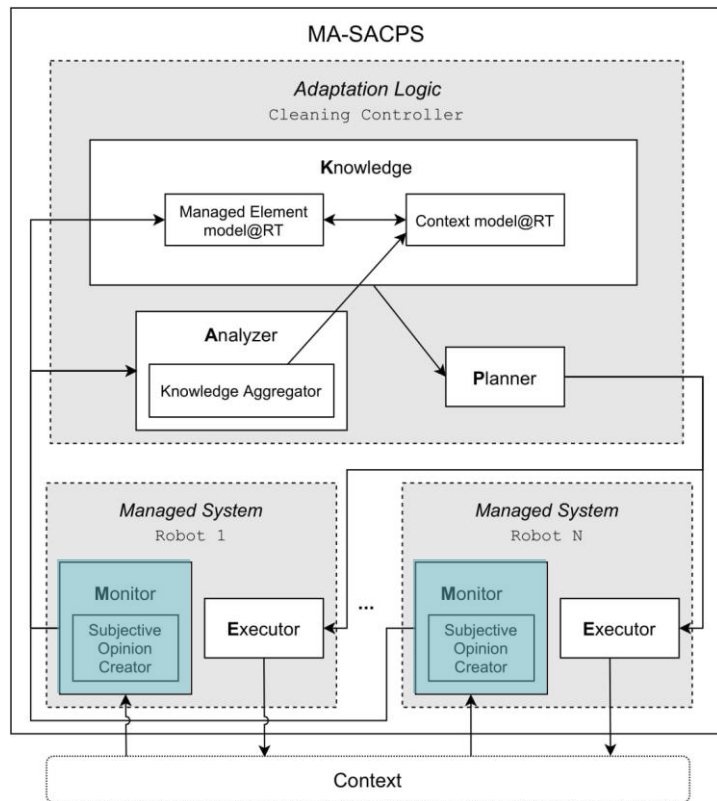 MA-SACPS
Adaptation Logic
Cleaning Controller
Knowledge
Managed Element
model@RT
Context model@RT
Analyzer
Knowledge Aggregator
Planner
Managed System
Robot 1
Monitor
Subjective
Opinion
Creator
Executor
...
Managed System
Robot N
Monitor
Subjective
Opinion
Creator
Executor
Context